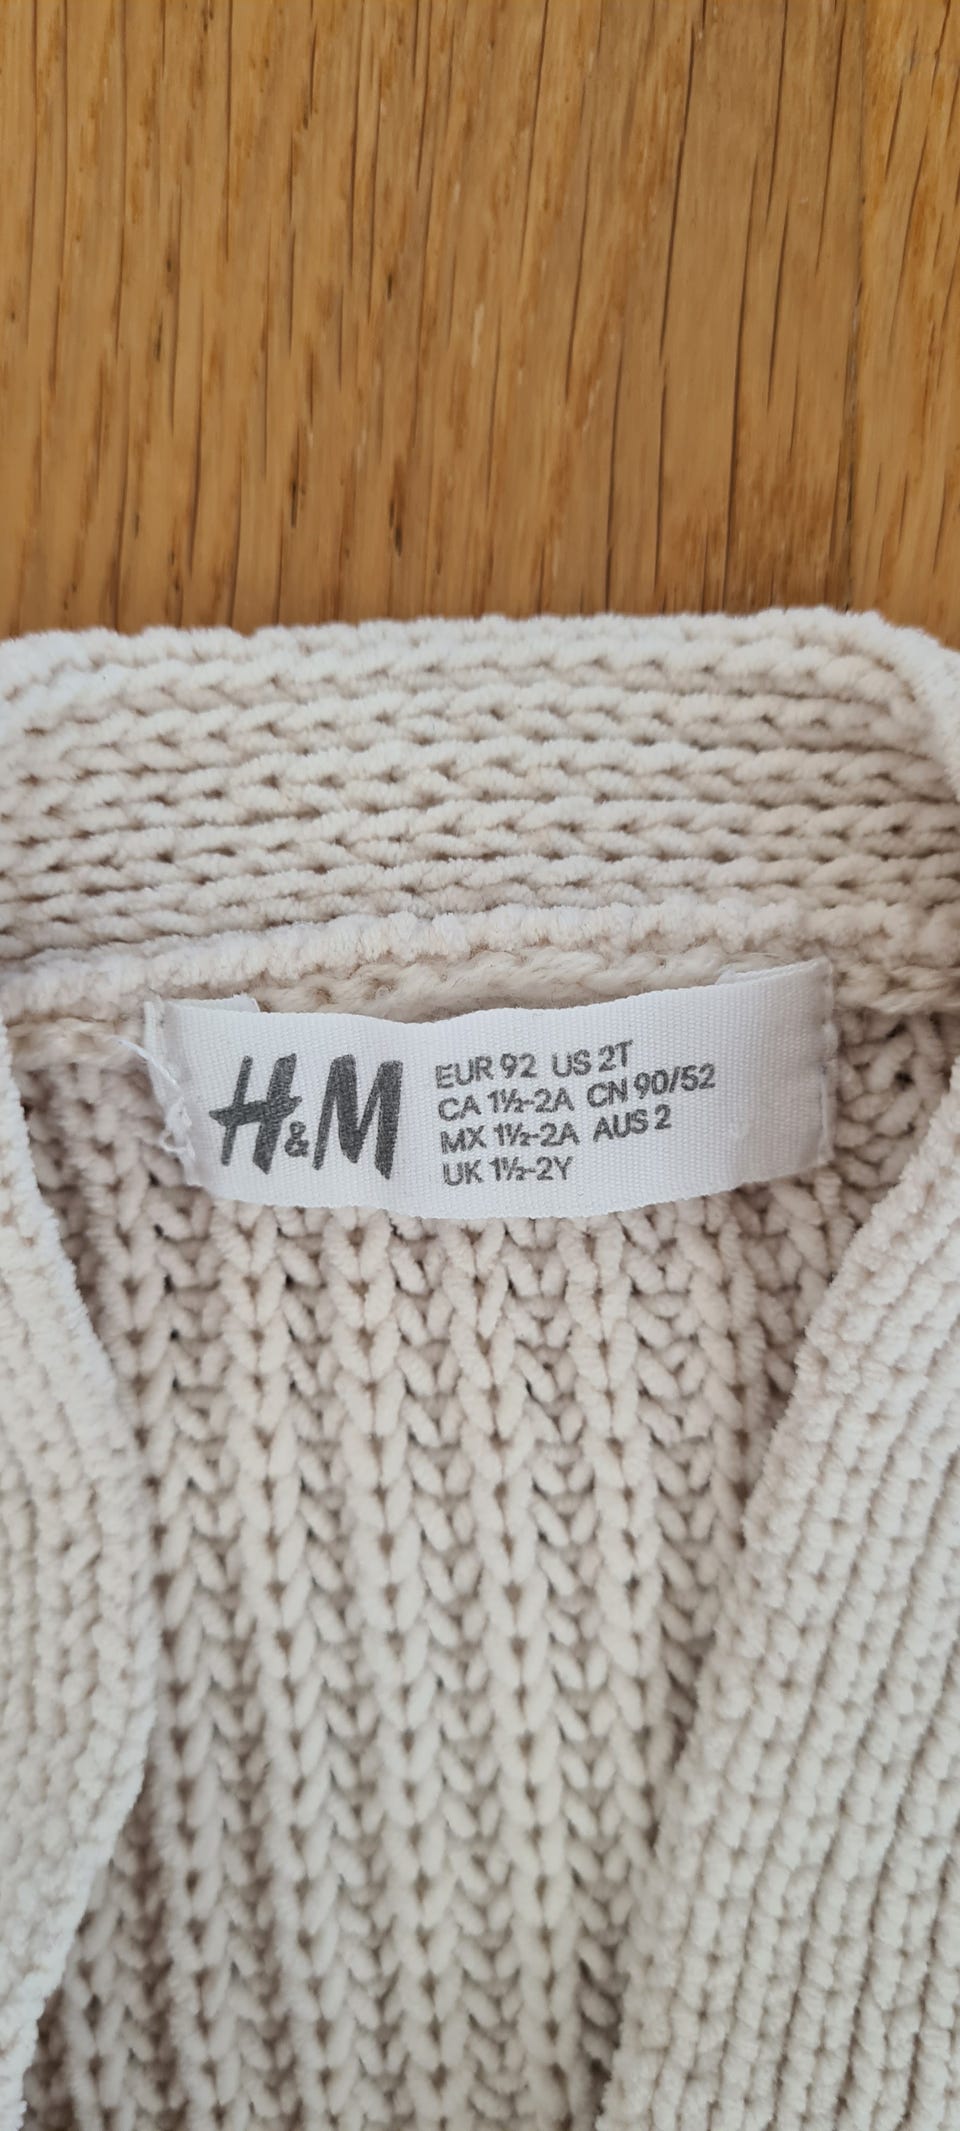 H&M
EUR 92 US 2T
CA 1½-2A CN 90/52
MX 1½-2A AUS 2
UK 1½-2Y